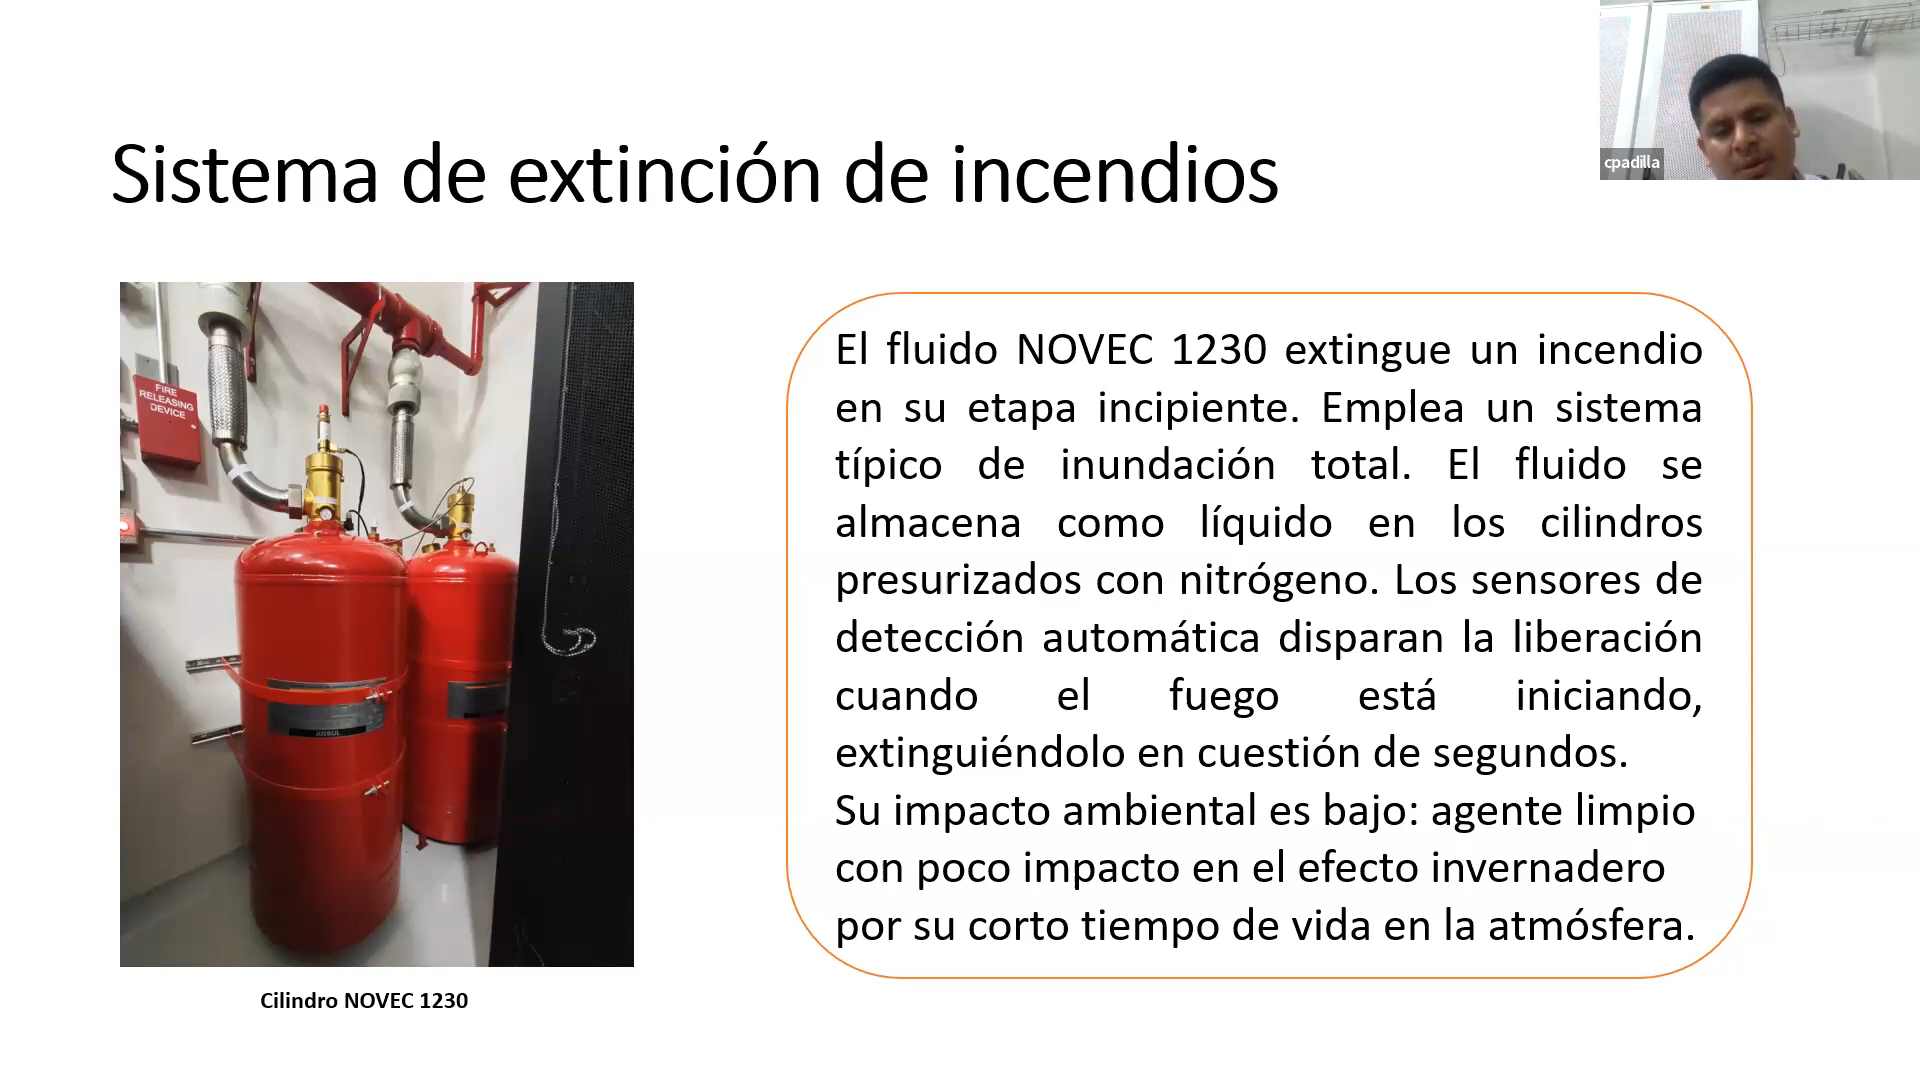 cpadilla
Sistema de extinción de incendios
FIRE
RELEASING
DEVICE
ANSUL
El fluido NOVEC 1230 extingue un incendio
en su etapa incipiente. Emplea un sistema
típico de inundación total. El fluido se
almacena como líquido en los cilindros
presurizados con nitrógeno. Los sensores de
detección automática disparan la liberación
cuando el fuego está iniciando,
extinguiéndolo en cuestión de segundos.
Su impacto ambiental es bajo: agente limpio
con poco impacto en el efecto invernadero
por su corto tiempo de vida en la atmósfera.
Cilindro NOVEC 1230